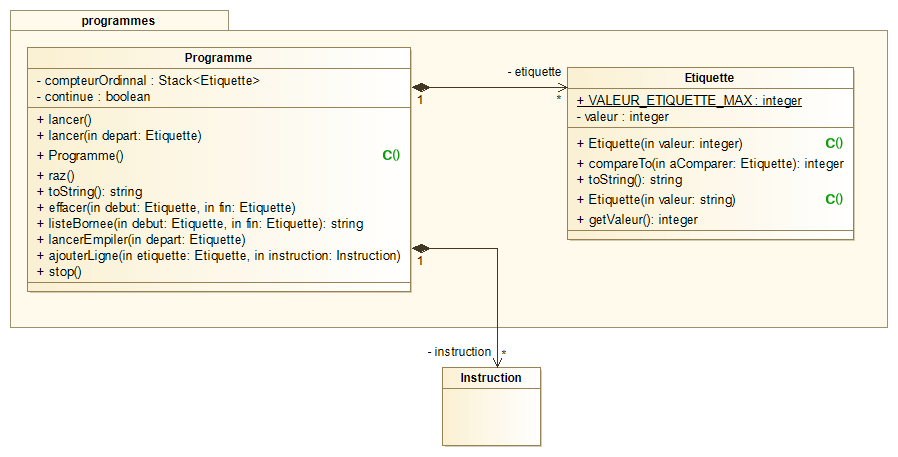 programmes
Programme
- compteurOrdinnal : Stack<Etiquette>
- continue : boolean
+ lancer()
+ lancer(in depart: Etiquette)
+ Programme() C()
+ raz()
+ toString(): string
+ effacer(in debut: Etiquette, in fin: Etiquette)
+ listeBornee(in debut: Etiquette, in fin: Etiquette): string
+ lancerEmpiler(in depart: Etiquette)
+ ajouterLigne(in etiquette: Etiquette, in instruction: Instruction)
+ stop()
- etiquette
1
*
Etiquette
+ VALEUR_ETIQUETTE_MAX : integer
- valeur : integer
+ Etiquette(in valeur: integer) C()
+ compareTo(in aComparer: Etiquette): integer
+ toString(): string
+ Etiquette(in valeur: string) C()
+ getValeur(): integer
1
- instruction *
Instruction